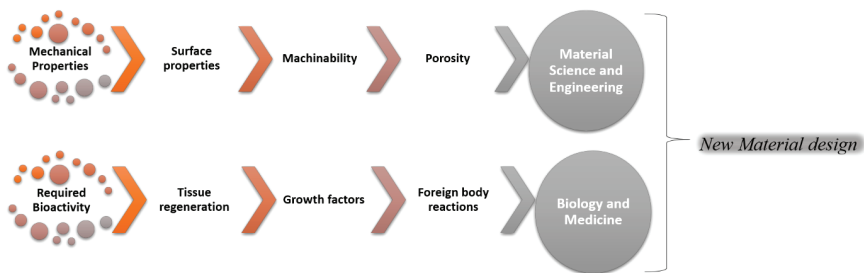 Mechanical
Properties
Surface
properties
Machinability
Porosity
Material
Science and
Engineering
New Material design
Required
Bioactivity
Tissue
regeneration
Growth factors
Foreign body
reactions
Biology and
Medicine